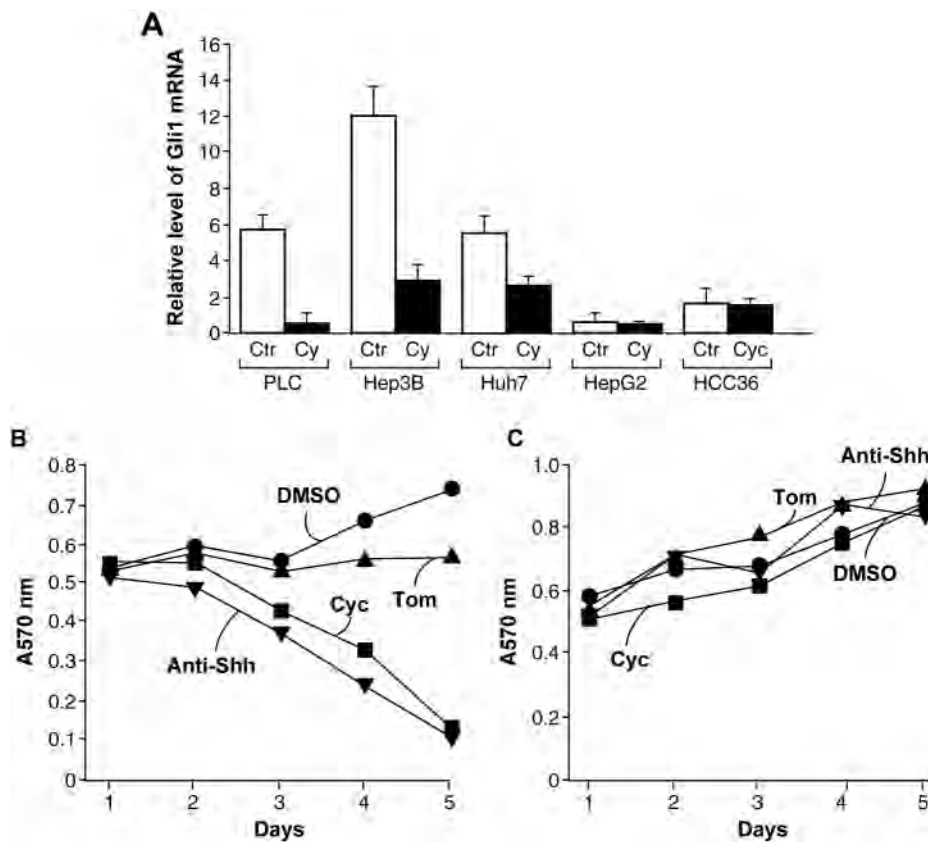 A
Relative level of Gli1 mRNA
16
14
12
10
8
6
4
2
0
Ctr Cy Ctr Cy Ctr Cy Ctr Cy Ctr Cyc
PLC Hep3B Huh7 HepG2 HCC36
B
A570 nm
0.8
0.7
0.6
0.5
0.4
0.3
0.2
0.1
0
DMSO
Tom
Cyc
Anti-Shh
1 2 3 4 5
Days
C
A570 nm
1.0
0.8
0.6
0.4
0.2
0
Anti-Shh
Tom
DMSO
Cyc
1 2 3 4 5
Days